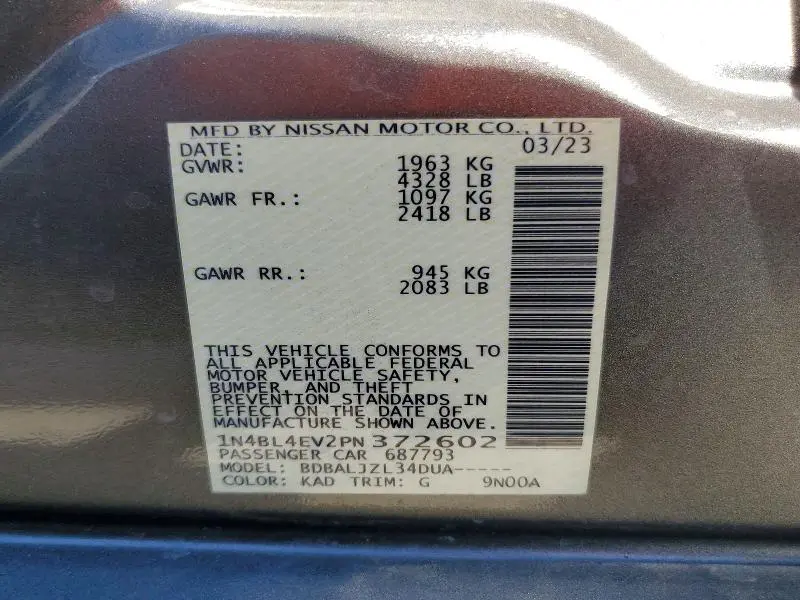 MFD BY NISSAN MOTOR CO., LTD.
DATE: 03/23
GVWR: 1963 KG
4328 LB
GAWR FR.: 1097 KG
2418 LB
GAWR RR.: 945 KG
2083 LB
THIS VEHICLE CONFORMS TO
ALL APPLICABLE FEDERAL
MOTOR VEHICLE SAFETY,
BUMPER, AND THEFT
PREVENTION STANDARDS IN
EFFECT ON THE DATE OF
MANUFACTURE SHOWN ABOVE.
1N4BL4EV2PN372602
PASSENGER CAR 687793
MODEL: BDBALJZL34DUA-----
COLOR: KAD TRIM: G 9N00A